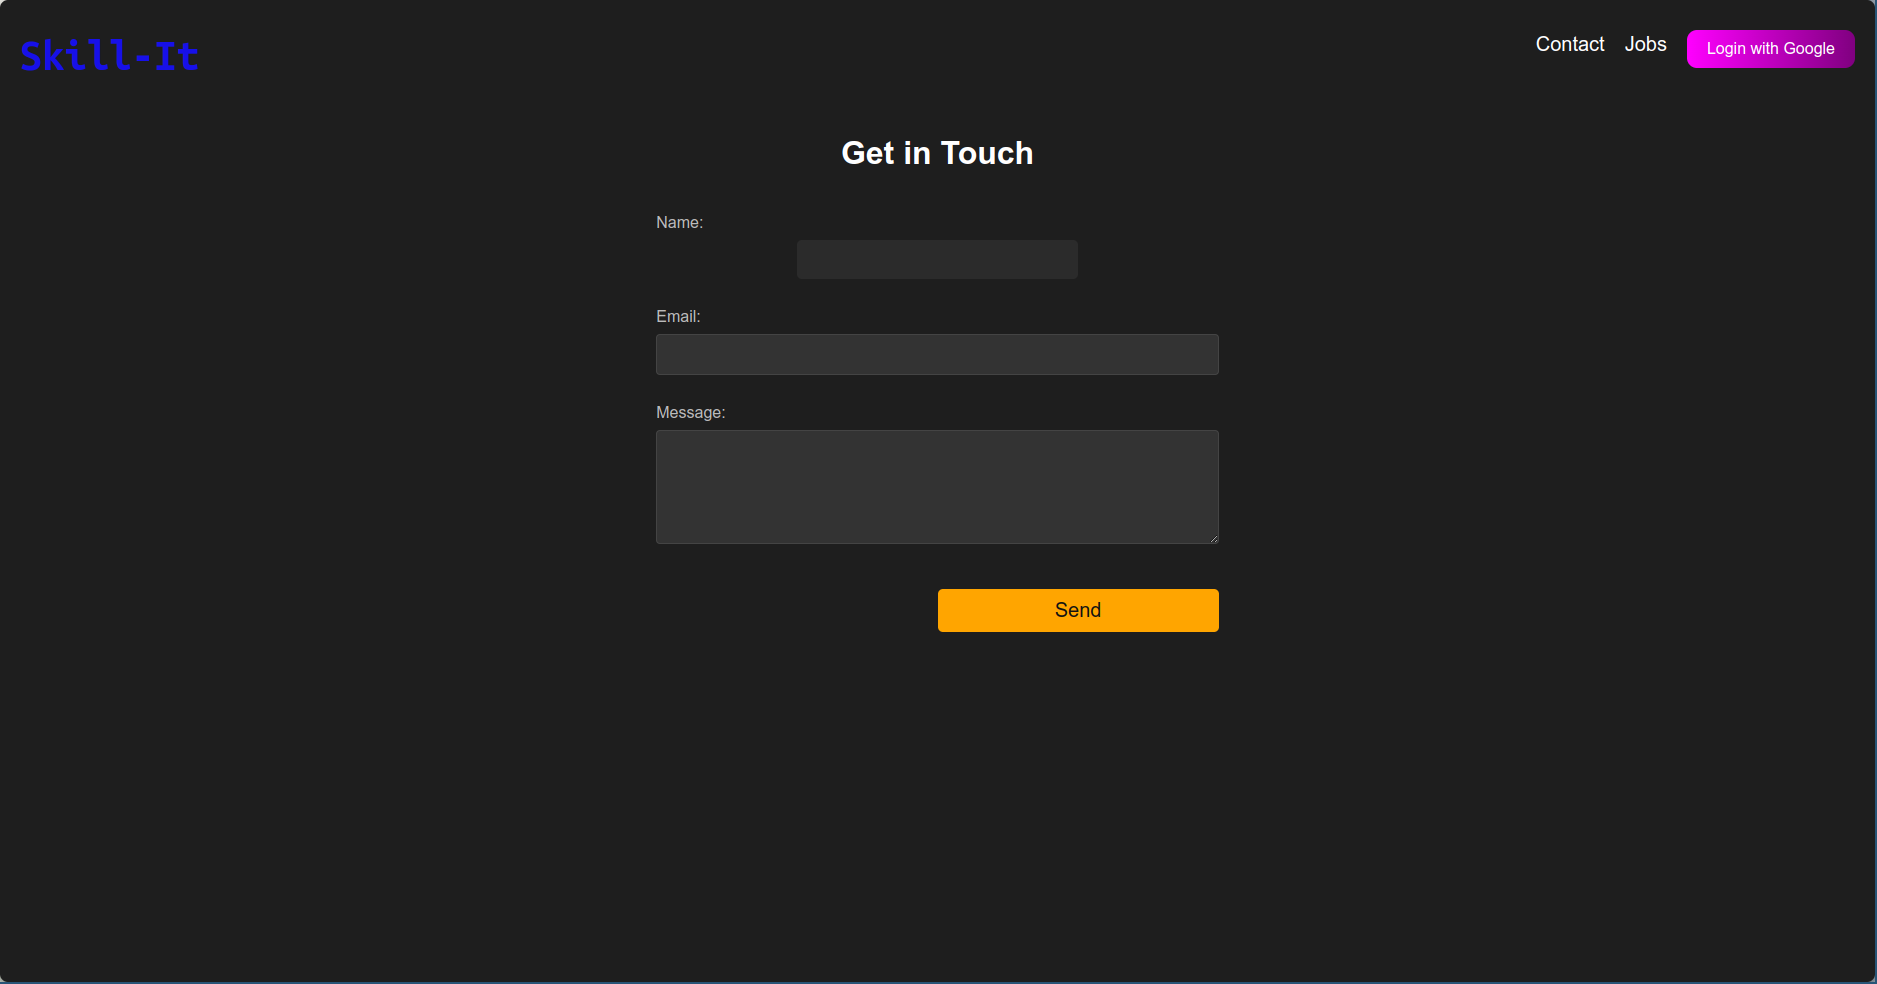 Skill-It
Contact Jobs Login with Google
Get in Touch
Name:
Email:
Message:
Send